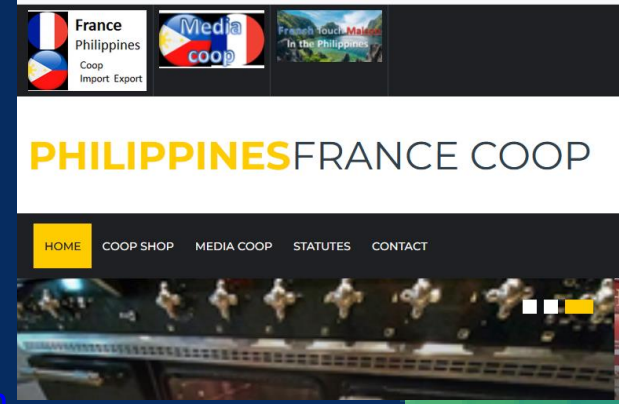 France
Philippines
Coop
Import Export
Media
coop
French Touch Maison
In the Philippines
PHILIPPINESFRANCE COOP
HOME COOP SHOP MEDIA COOP STATUTES CONTACT